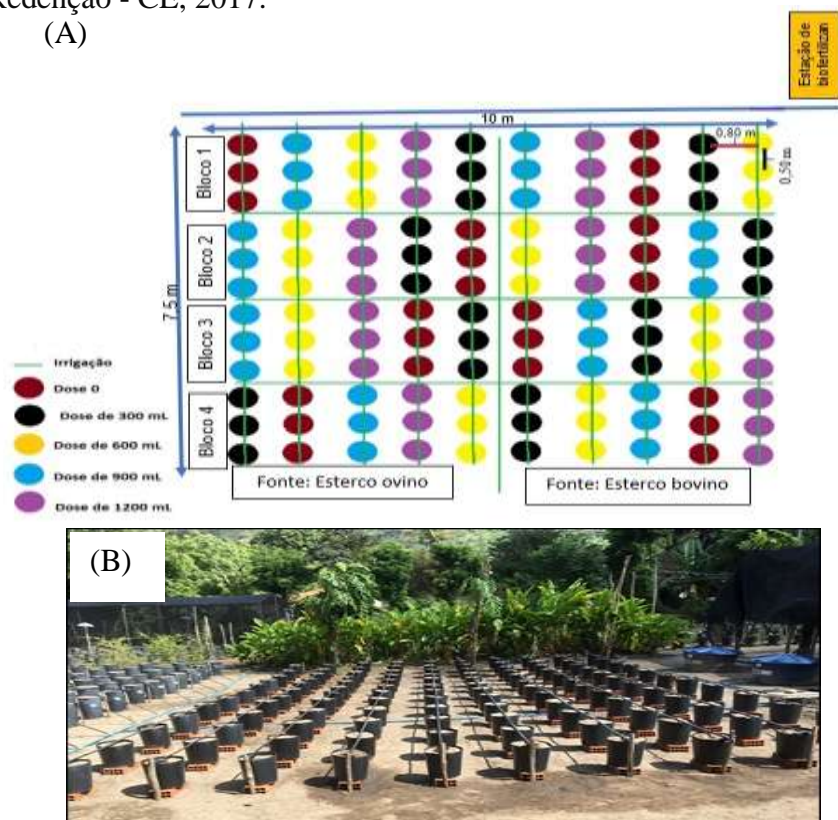 Redenção - CE, 2017.
(A)
Estação de
biofertilizan
10 m
0,80 m
0,50 m
7,5 m
Bloco 1
Bloco 2
Bloco 3
Bloco 4
Irrigação
Dose 0
Dose de 300 mL
Dose de 600 mL
Dose de 900 mL
Dose de 1200 mL
Fonte: Esterco ovino
Fonte: Esterco bovino
(B)